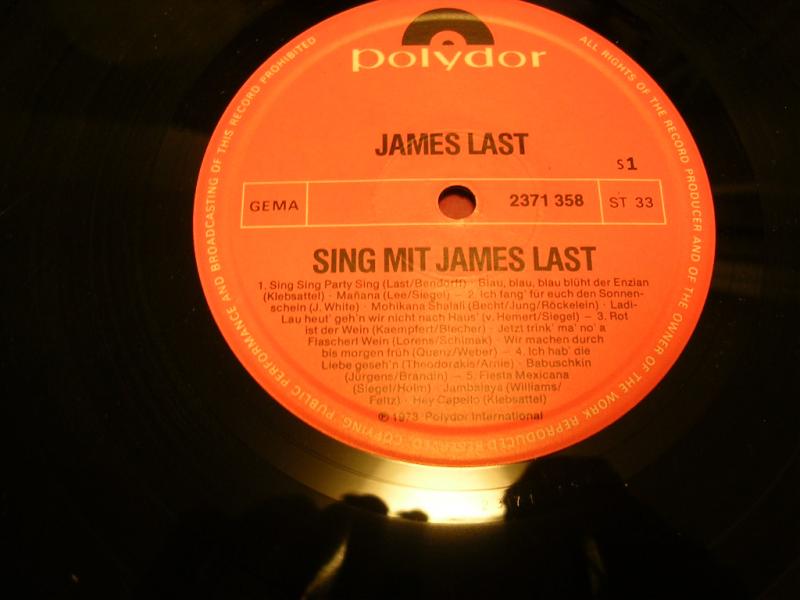 polydor
JAMES LAST
S1
GEMA
2371 358
ST 33
SING MIT JAMES LAST
1. Sing Sing Party Sing (Last/Bendorff) · Blau, blau, blau blüht der Enzian
(Klebsattel) · Mañana (Lee/Siegel) – 2. Ich fang' für euch den Sonnen-
schein (J. White) · Mohikana Shalali (Becht/Jung/Röckelein) · Ladi-
Lau heut' geh'n wir nicht nach Haus' (v. Hemert/Siegel) – 3. Rot
ist der Wein (Kaempfert/Blecher) · Jetzt trink' ma' no' a
Flascherl Wein (Lorens/Schimak) · Wir machen durch
bis morgen früh (Quenz/Weber) – 4. Ich hab' die
Liebe geseh'n (Theodorakis/Arnie) · Babuschkin
(Jürgens/Brandin) – 5. Fiesta Mexicana
(Siegel/Holm) · Jambalaya (Williams/
Feltz) · Hey Capello (Klebsattel)
℗ 1973 Polydor International
ALL RIGHTS OF THE RECORD PRODUCER AND OF THE OWNER OF THE WORK REPRODUCED RESERVED. COPYING, PUBLIC PERFORMANCE AND BROADCASTING OF THIS RECORD PROHIBITED